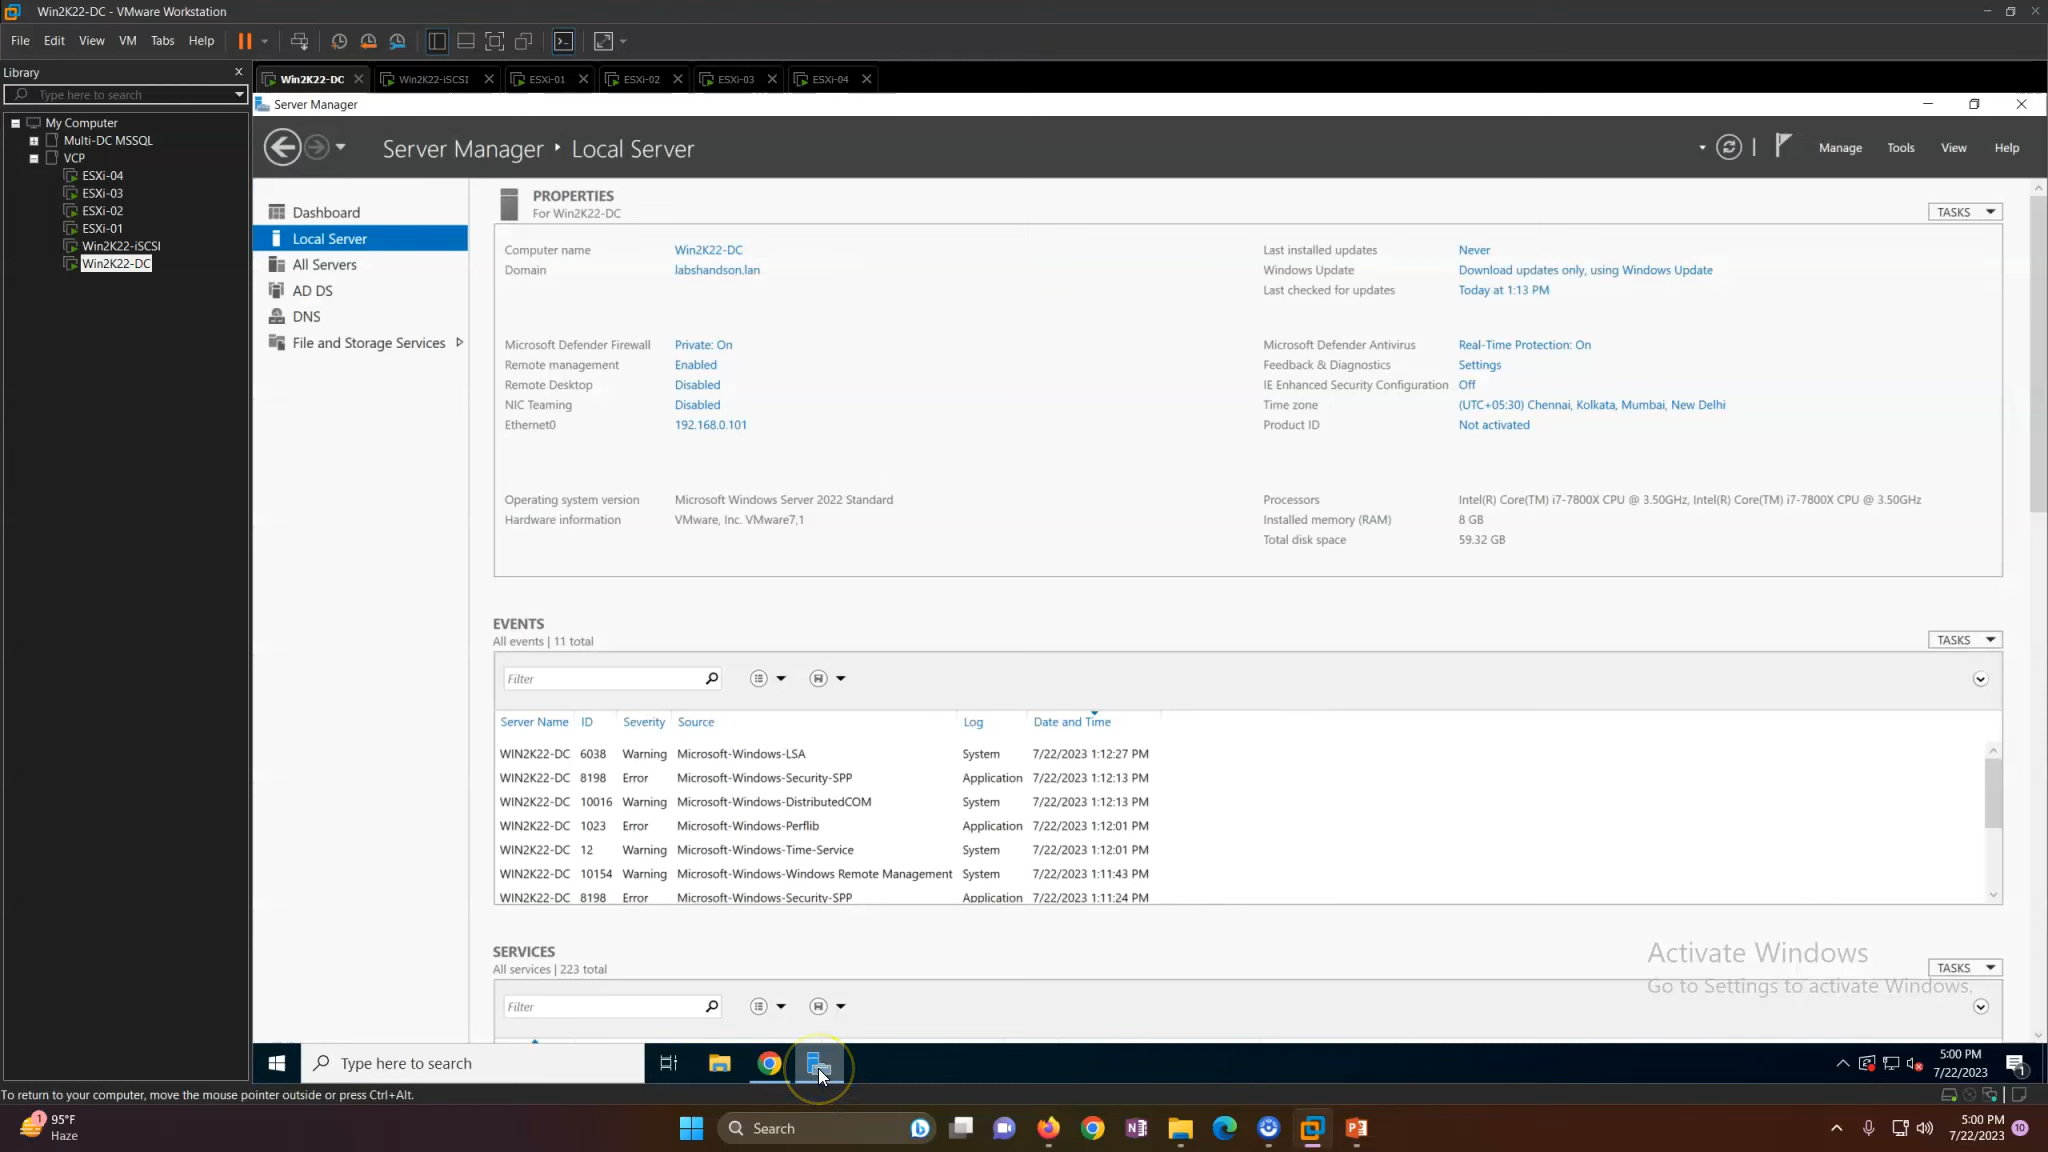 Win2K22-DC - VMware Workstation
File Edit View VM Tabs Help
Library
Type here to search
My Computer
Multi-DC MSSQL
VCP
ESXi-04
ESXi-03
ESXi-02
ESXi-01
Win2K22-iSCSI
Win2K22-DC
Win2K22-DC Win2K22-iSCSI ESXi-01 ESXi-02 ESXi-03 ESXi-04
Server Manager
Server Manager Local Server
Manage Tools View Help
Dashboard
Local Server
All Servers
AD DS
DNS
File and Storage Services
PROPERTIES
For Win2K22-DC
TASKS
Computer name Win2K22-DC
Domain labshandson.lan
Last installed updates Never
Windows Update Download updates only, using Windows Update
Last checked for updates Today at 1:13 PM
Microsoft Defender Firewall Private: On
Remote management Enabled
Remote Desktop Disabled
NIC Teaming Disabled
Ethernet0 192.168.0.101
Microsoft Defender Antivirus Real-Time Protection: On
Feedback & Diagnostics Settings
IE Enhanced Security Configuration Off
Time zone (UTC+05:30) Chennai, Kolkata, Mumbai, New Delhi
Product ID Not activated
Operating system version Microsoft Windows Server 2022 Standard
Hardware information VMware, Inc. VMware7,1
Processors Intel(R) Core(TM) i7-7800X CPU @ 3.50GHz, Intel(R) Core(TM) i7-7800X CPU @ 3.50GHz
Installed memory (RAM) 8 GB
Total disk space 59.32 GB
EVENTS
All events | 11 total
TASKS
Filter
Server Name ID Severity Source Log Date and Time
WIN2K22-DC 6038 Warning Microsoft-Windows-LSA System 7/22/2023 1:12:27 PM
WIN2K22-DC 8198 Error Microsoft-Windows-Security-SPP Application 7/22/2023 1:12:13 PM
WIN2K22-DC 10016 Warning Microsoft-Windows-DistributedCOM System 7/22/2023 1:12:13 PM
WIN2K22-DC 1023 Error Microsoft-Windows-Perflib Application 7/22/2023 1:12:01 PM
WIN2K22-DC 12 Warning Microsoft-Windows-Time-Service System 7/22/2023 1:12:01 PM
WIN2K22-DC 10154 Warning Microsoft-Windows-Windows Remote Management System 7/22/2023 1:11:43 PM
WIN2K22-DC 8198 Error Microsoft-Windows-Security-SPP Application 7/22/2023 1:11:24 PM
SERVICES
All services | 223 total
TASKS
Filter
Activate Windows
Go to Settings to activate Windows.
Type here to search
5:00 PM
7/22/2023
1
To return to your computer, move the mouse pointer outside or press Ctrl+Alt.
1
95°F
Haze
Search
5:00 PM
7/22/2023
10